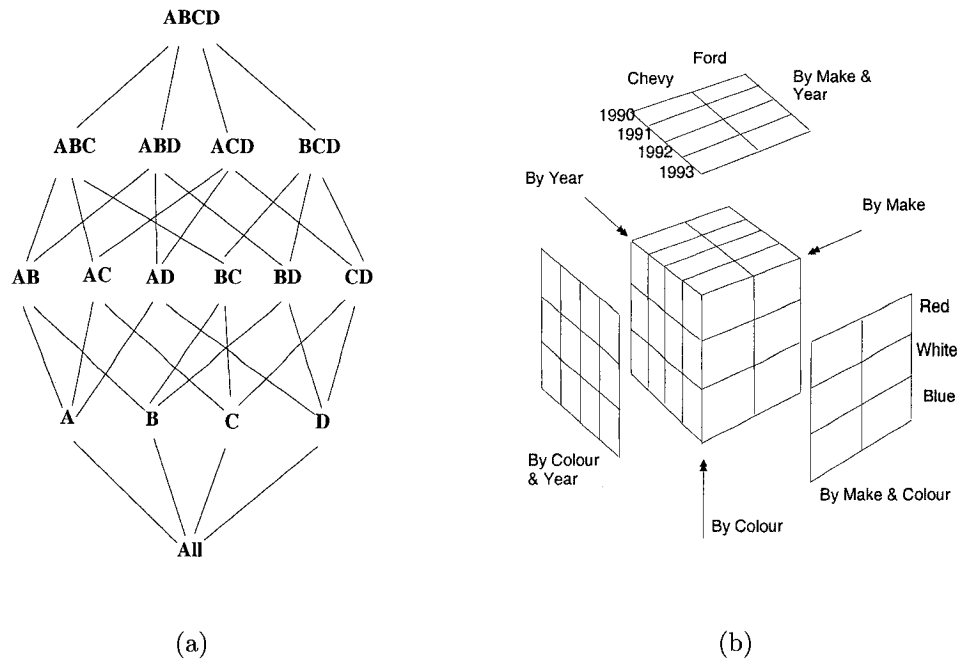 ABCD
ABC ABD ACD BCD
AB AC AD BC BD CD
A B C D
All
(a)
Ford
Chevy
By Make &
Year
1990
1991
1992
1993
By Year
By Make
Red
White
Blue
By Colour
& Year
By Make & Colour
By Colour
(b)